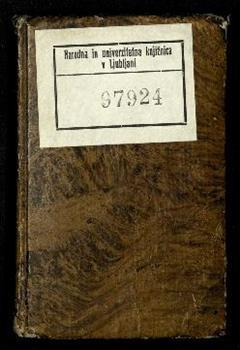 Narodna in univerzitetna knjižnica
v Ljubljani
97924